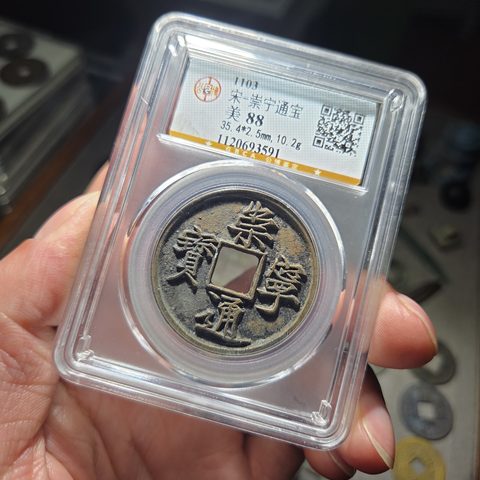 1103
宋·崇宁通宝
美 88
35.4*2.5mm,10.2g
1120693591
崇
寧
通
寶